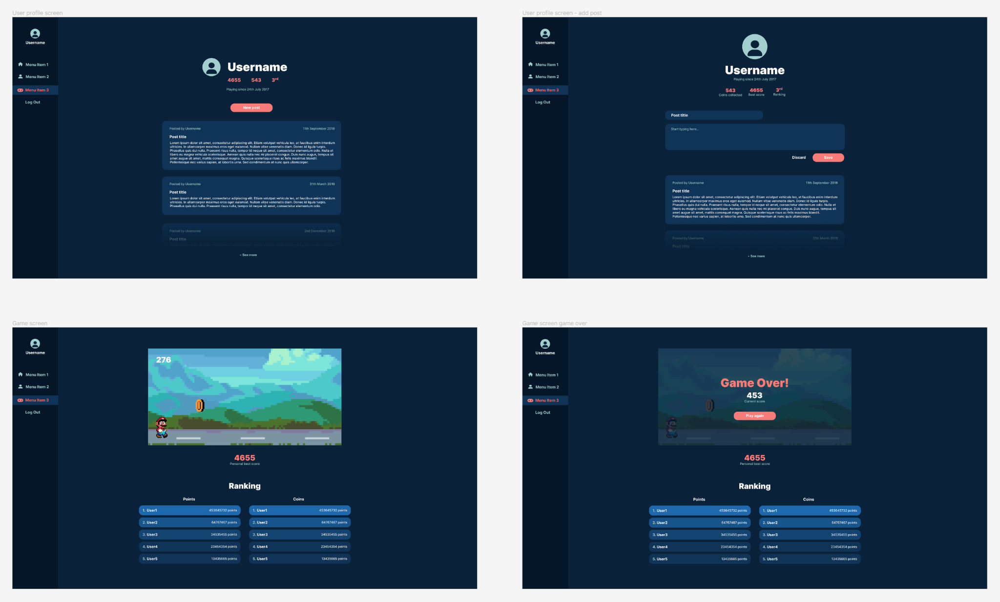 User profile screen
Username
Menu Item 1
Menu Item 2
Menu Item 3
Log Out
Username
4655 543 3rd
Playing since 24th July 2017
New post
Posted by Username 11th September 2019
Post title
Lorem ipsum dolor sit amet, consectetur adipiscing elit. Etiam volutpat vehicula leo, at faucibus enim interdum
ultricies. In ullamcorper maximus eros eget euismod. Nullam vitae venenatis diam. Donec id ligula turpis.
Phasellus quis dui nulla. Praesent risus nulla, tempor id neque sit amet, consectetur elementum odio. Nulla et
libero eu magna vehicula scelerisque. Aenean quis nulla nec mi placerat congue. Duis nunc augue, tempus sit
amet augue sit amet, mattis consequat magna. Quisque scelerisque risus ac felis maximus blandit.
Pellentesque nec varius sapien, at lobortis urna. Sed condimentum at nunc quis ullamcorper.
Posted by Username 31th March 2019
Post title
Lorem ipsum dolor sit amet, consectetur adipiscing elit. Etiam volutpat vehicula leo, at faucibus enim interdum
ultricies. In ullamcorper maximus eros eget euismod. Nullam vitae venenatis diam. Donec id ligula turpis.
Phasellus quis dui nulla. Praesent risus nulla, tempor id neque sit amet, consectetur elementum odio.
Posted by Username 2nd December 2018
Post title
See more
User profile screen - add post
Username
Menu Item 1
Menu Item 2
Menu Item 3
Log Out
Username
Playing since 24th July 2017
543 4655 3rd
Coins collected Best score Ranking
Post title
Start typing here...
Discard Save
Posted by Username 11th September 2019
Post title
Lorem ipsum dolor sit amet, consectetur adipiscing elit. Etiam volutpat vehicula leo, at faucibus enim interdum
ultricies. In ullamcorper maximus eros eget euismod. Nullam vitae venenatis diam. Donec id ligula turpis.
Phasellus quis dui nulla. Praesent risus nulla, tempor id neque sit amet, consectetur elementum odio. Nulla et
libero eu magna vehicula scelerisque. Aenean quis nulla nec mi placerat congue. Duis nunc augue, tempus sit
amet augue sit amet, mattis consequat magna. Quisque scelerisque risus ac felis maximus blandit.
Pellentesque nec varius sapien, at lobortis urna. Sed condimentum at nunc quis ullamcorper.
Posted by Username 31th March 2019
Post title
See more
Game screen
Username
Menu Item 1
Menu Item 2
Menu Item 3
Log Out
276
4655
Personal best score
Ranking
Points Coins
1. User1 453645732 points 1. User1 453645732 points
2. User2 64767467 points 2. User2 64767467 points
3. User3 34535455 points 3. User3 34535455 points
4. User4 23454354 points 4. User4 23454354 points
5. User5 13435665 points 5. User5 13435665 points
Game screen game over
Username
Menu Item 1
Menu Item 2
Menu Item 3
Log Out
Game Over!
453
Current score
Play again
4655
Personal best score
Ranking
Points Coins
1. User1 453645732 points 1. User1 453645732 points
2. User2 64767467 points 2. User2 64767467 points
3. User3 34535455 points 3. User3 34535455 points
4. User4 23454354 points 4. User4 23454354 points
5. User5 13435665 points 5. User5 13435665 points